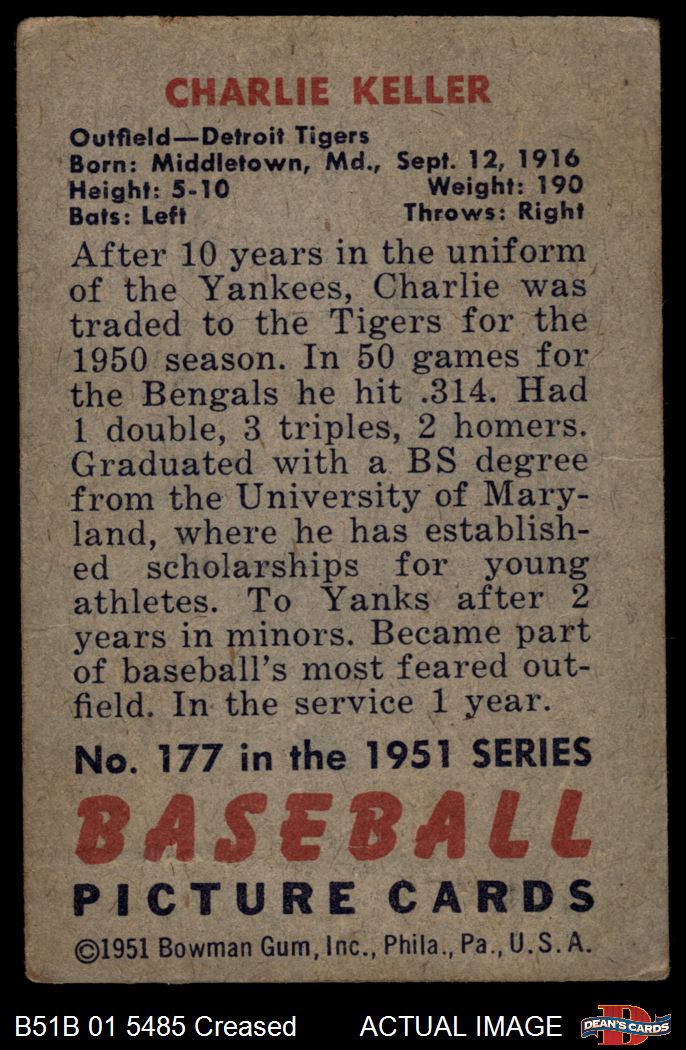 CHARLIE KELLER
Outfield—Detroit Tigers
Born: Middletown, Md., Sept. 12, 1916
Height: 5-10 Weight: 190
Bats: Left Throws: Right
After 10 years in the uniform
of the Yankees, Charlie was
traded to the Tigers for the
1950 season. In 50 games for
the Bengals he hit .314. Had
1 double, 3 triples, 2 homers.
Graduated with a BS degree
from the University of Mary-
land, where he has establish-
ed scholarships for young
athletes. To Yanks after 2
years in minors. Became part
of baseball's most feared out-
field. In the service 1 year.
No. 177 in the 1951 SERIES
BASEBALL
PICTURE CARDS
©1951 Bowman Gum, Inc., Phila., Pa., U.S.A.
B51B 01 5485 Creased ACTUAL IMAGE
D
DEAN'S CARDS